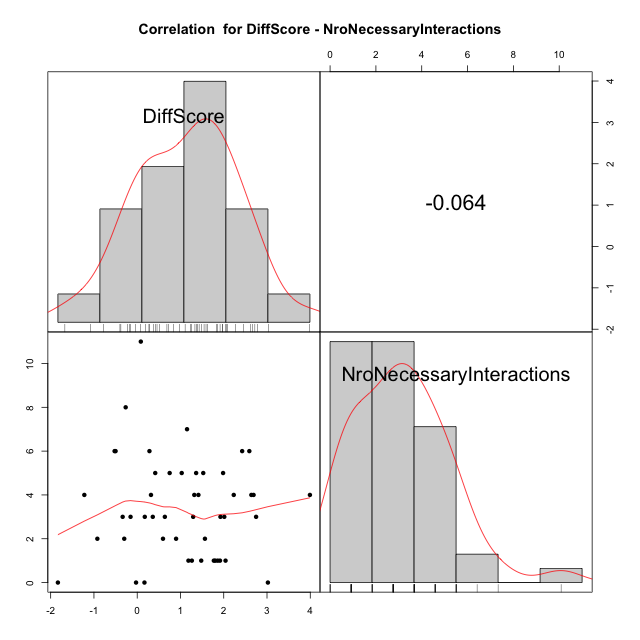 Correlation  for DiffScore - NroNecessaryInteractions
0 2 4 6 8 10
DiffScore
-0.064
4
3
2
1
0
-1
-2
10
8
6
4
2
0
NroNecessaryInteractions
-2 -1 0 1 2 3 4